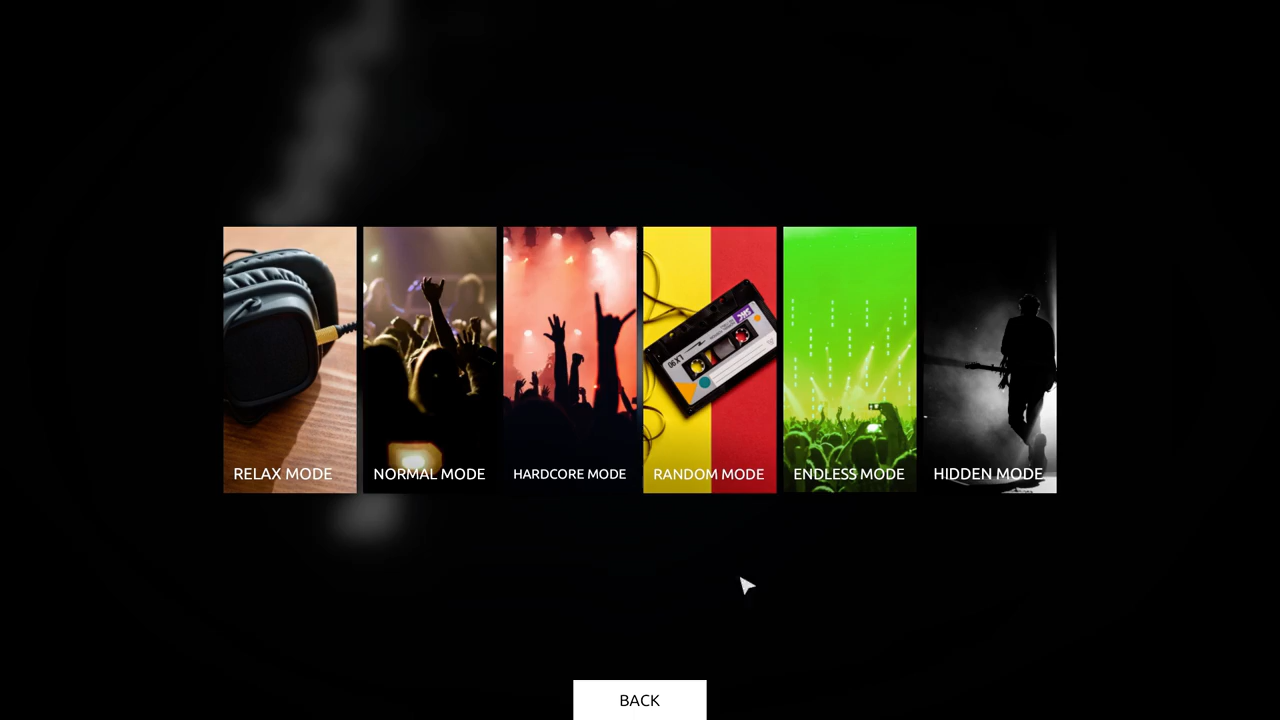 RELAX MODE
NORMAL MODE
HARDCORE MODE
RANDOM MODE
ENDLESS MODE
HIDDEN MODE
BACK